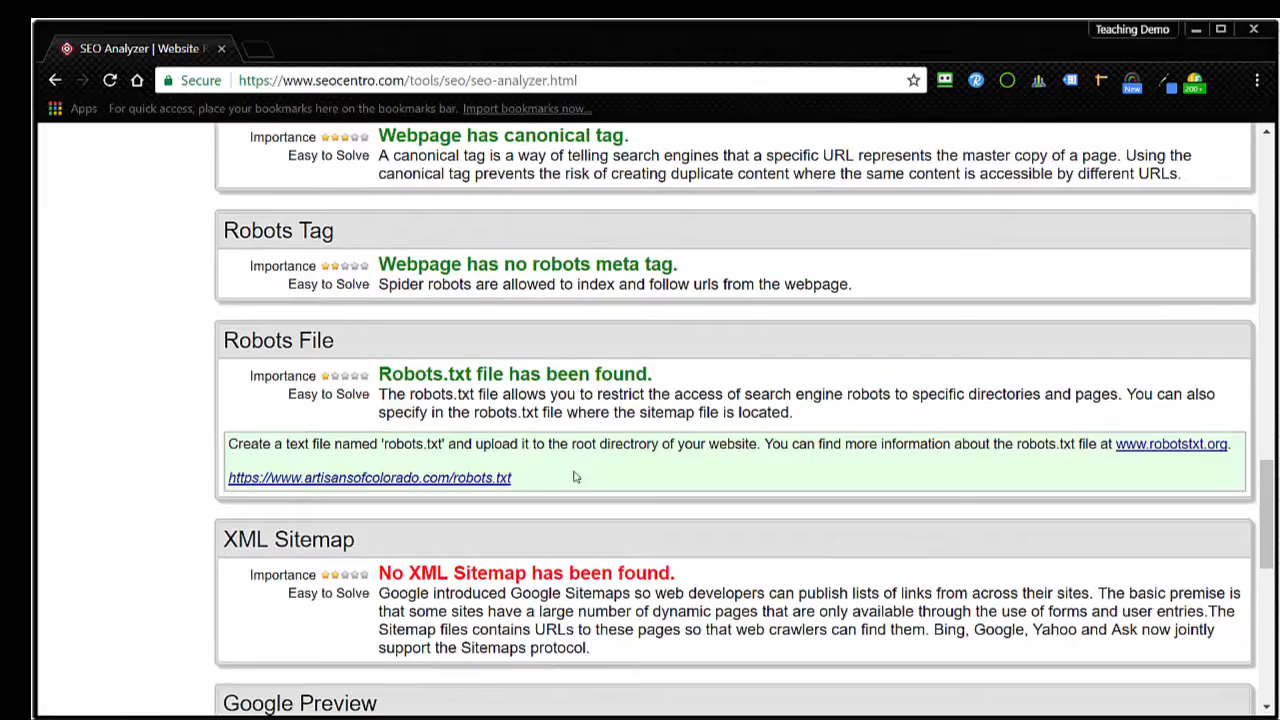 Teaching Demo
SEO Analyzer | Website R
Secure https://www.seocentro.com/tools/seo/seo-analyzer.html
New
200+
Apps For quick access, place your bookmarks here on the bookmarks bar. Import bookmarks now...
Importance Webpage has canonical tag.
Easy to Solve A canonical tag is a way of telling search engines that a specific URL represents the master copy of a page. Using the
canonical tag prevents the risk of creating duplicate content where the same content is accessible by different URLs.
Robots Tag
Importance Webpage has no robots meta tag.
Easy to Solve Spider robots are allowed to index and follow urls from the webpage.
Robots File
Importance Robots.txt file has been found.
Easy to Solve The robots.txt file allows you to restrict the access of search engine robots to specific directories and pages. You can also
specify in the robots.txt file where the sitemap file is located.
Create a text file named 'robots.txt' and upload it to the root directrory of your website. You can find more information about the robots.txt file at www.robotstxt.org.
https://www.artisansofcolorado.com/robots.txt
XML Sitemap
Importance No XML Sitemap has been found.
Easy to Solve Google introduced Google Sitemaps so web developers can publish lists of links from across their sites. The basic premise is
that some sites have a large number of dynamic pages that are only available through the use of forms and user entries.The
Sitemap files contains URLs to these pages so that web crawlers can find them. Bing, Google, Yahoo and Ask now jointly
support the Sitemaps protocol.
Google Preview